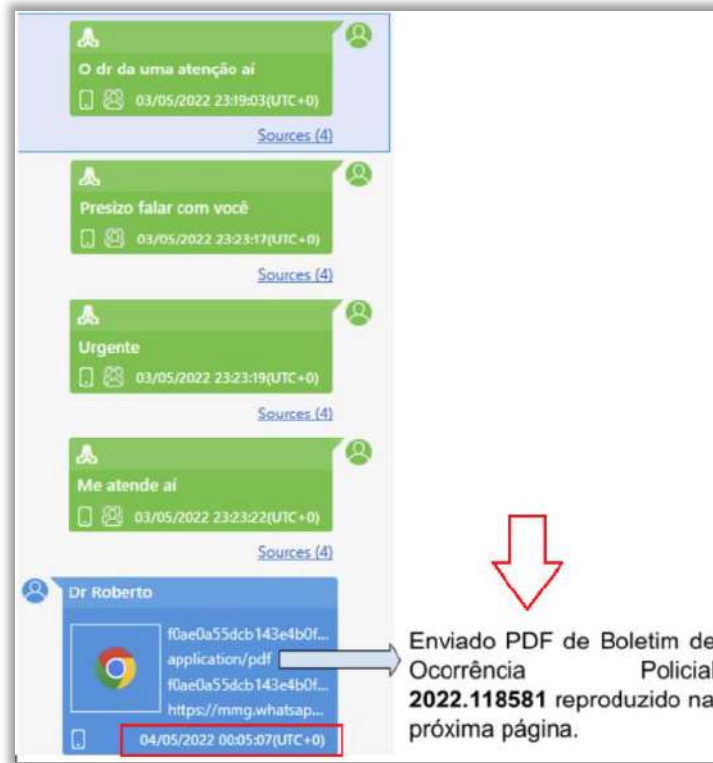 O dr da uma atenção aí
03/05/2022 23:19:03(UTC+0)
Sources (4)
Presizo falar com você
03/05/2022 23:23:17(UTC+0)
Sources (4)
Urgente
03/05/2022 23:23:19(UTC+0)
Sources (4)
Me atende aí
03/05/2022 23:23:22(UTC+0)
Sources (4)
Dr Roberto
f0ae0a55dcb143e4b0f...
application/pdf
f0ae0a55dcb143e4b0f...
https://mmg.whatsap...
04/05/2022 00:05:07(UTC+0)
Enviado PDF de Boletim de
Ocorrência Policial
2022.118581 reproduzido na
próxima página.